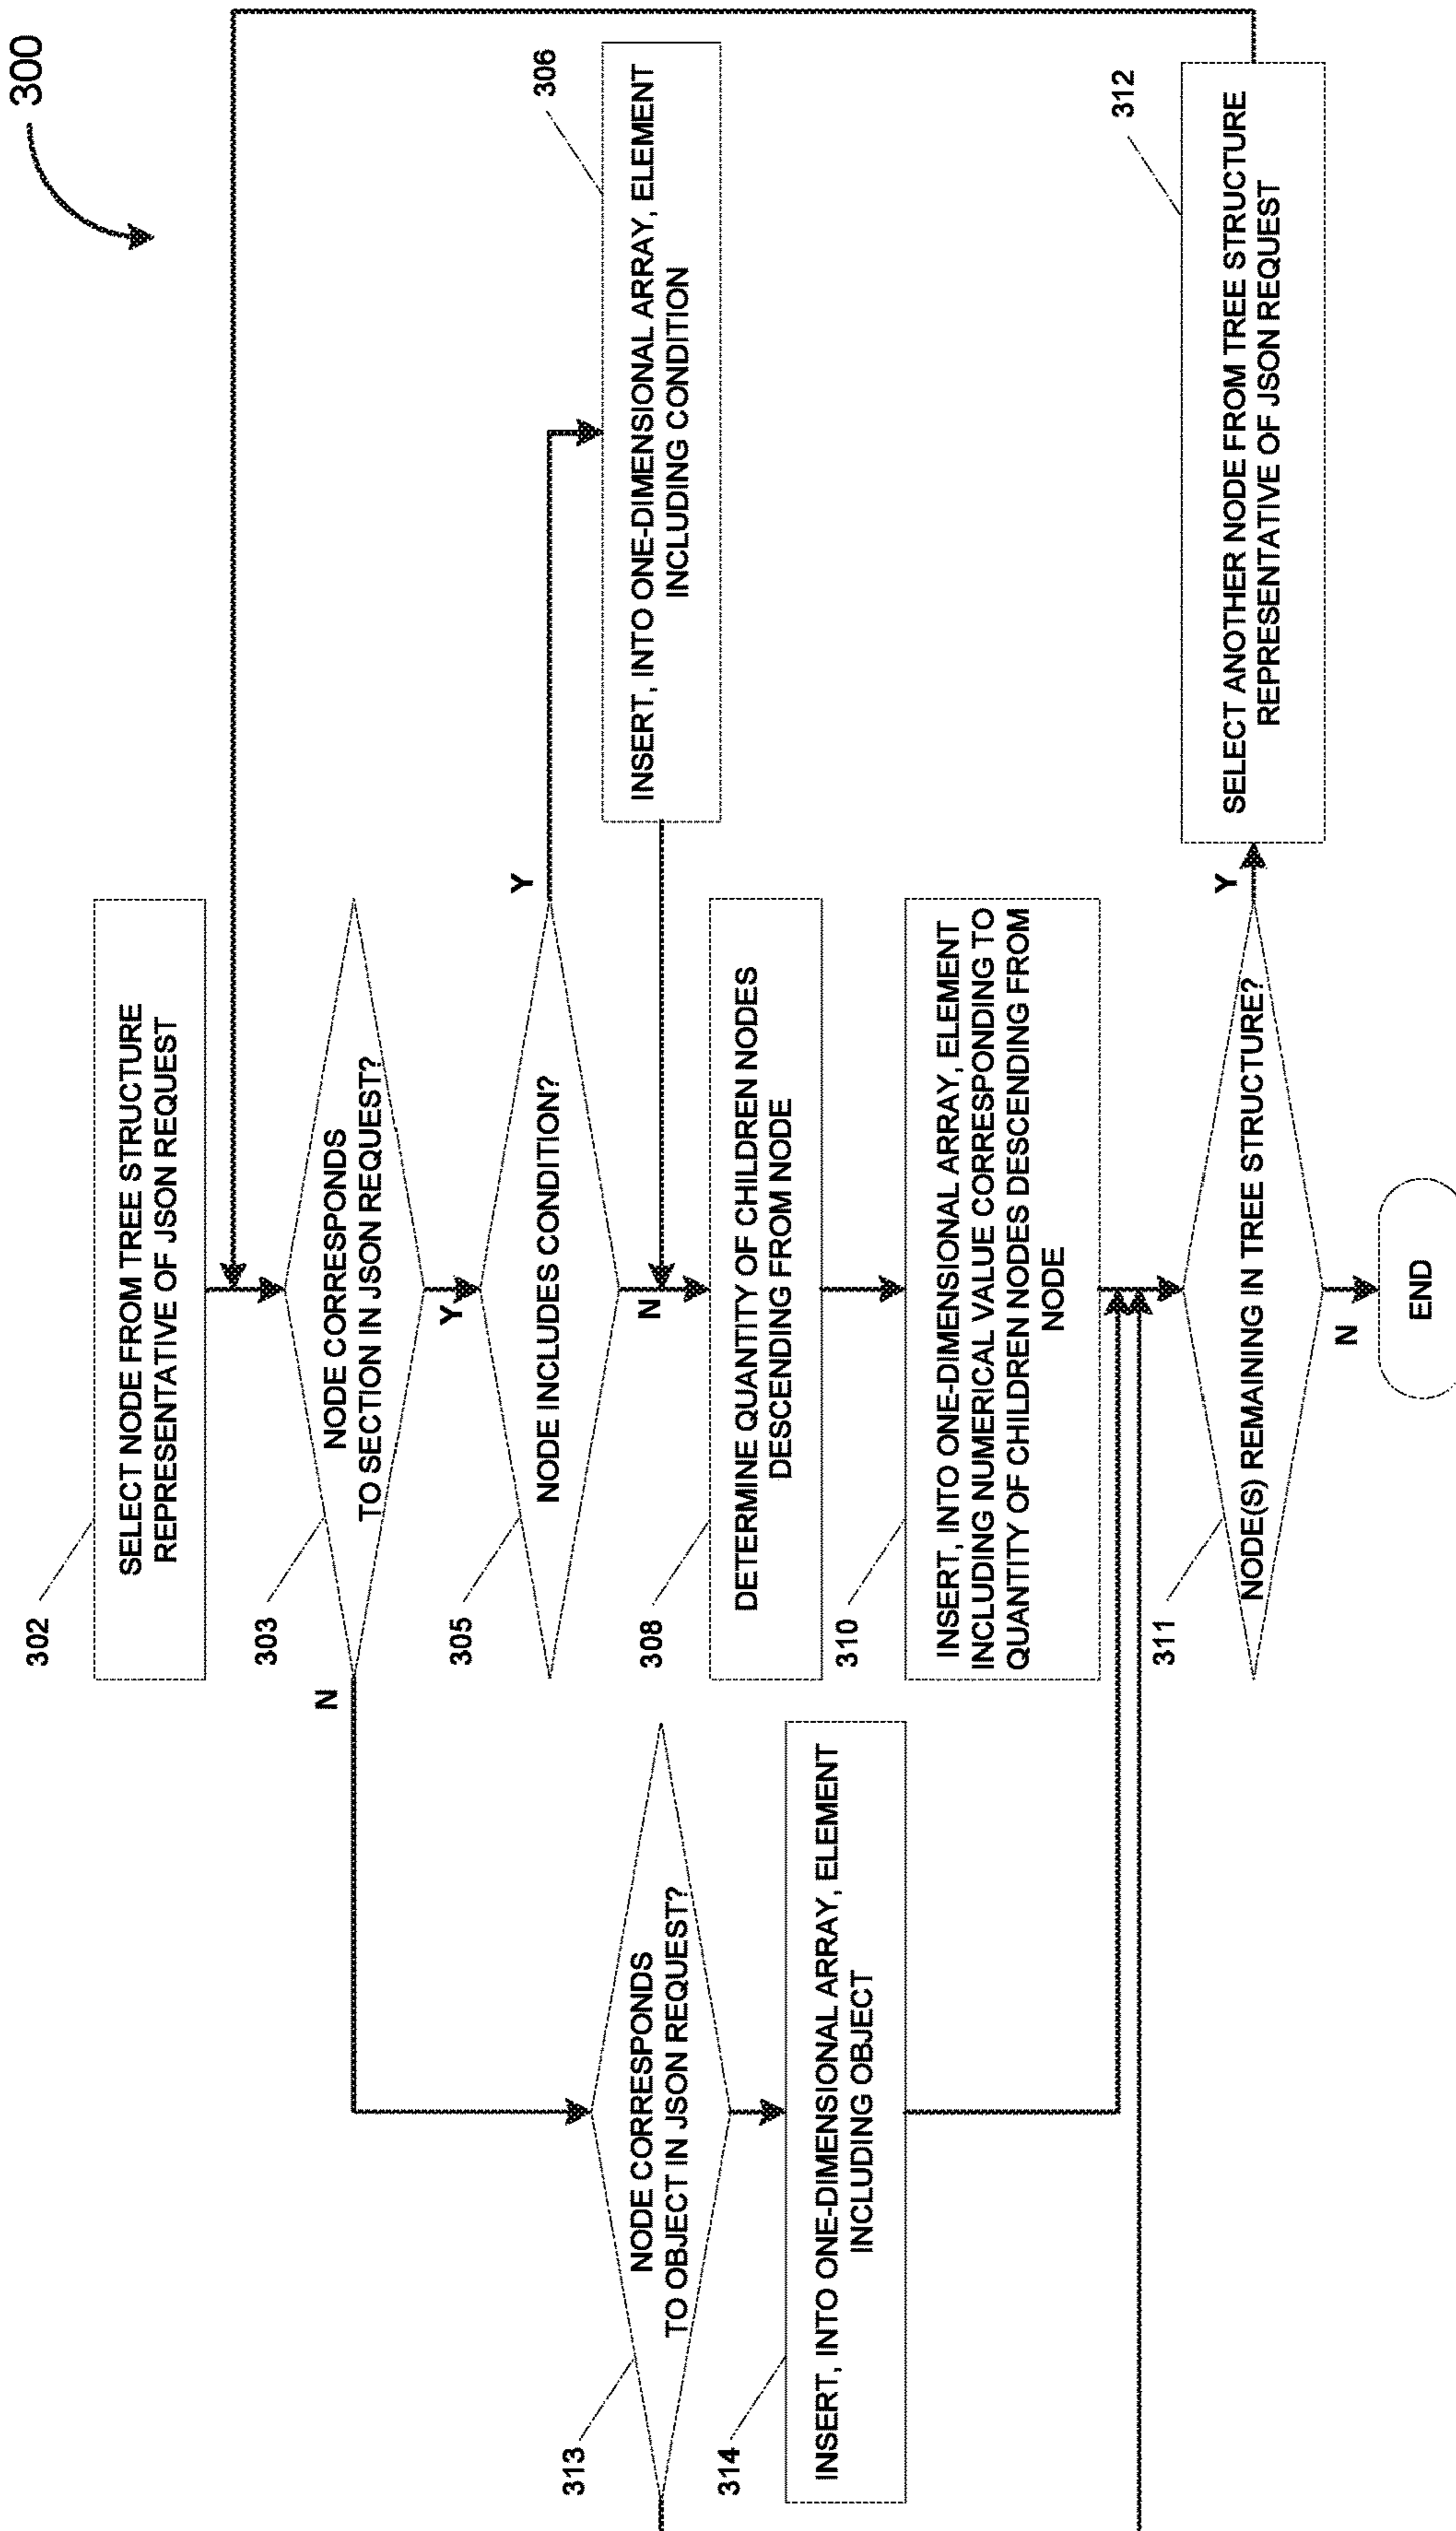 300
302
SELECT NODE FROM TREE STRUCTURE
REPRESENTATIVE OF JSON REQUEST
303
NODE CORRESPONDS
TO SECTION IN JSON REQUEST?
N
Y
305
NODE INCLUDES CONDITION?
Y
N
306
INSERT, INTO ONE-DIMENSIONAL ARRAY, ELEMENT
INCLUDING CONDITION
308
DETERMINE QUANTITY OF CHILDREN NODES
DESCENDING FROM NODE
310
INSERT, INTO ONE-DIMENSIONAL ARRAY, ELEMENT
INCLUDING NUMERICAL VALUE CORRESPONDING TO
QUANTITY OF CHILDREN NODES DESCENDING FROM
NODE
313
NODE CORRESPONDS
TO OBJECT IN JSON REQUEST?
314
INSERT, INTO ONE-DIMENSIONAL ARRAY, ELEMENT
INCLUDING OBJECT
311
NODE(S) REMAINING IN TREE STRUCTURE?
Y
N
312
SELECT ANOTHER NODE FROM TREE STRUCTURE
REPRESENTATIVE OF JSON REQUEST
END